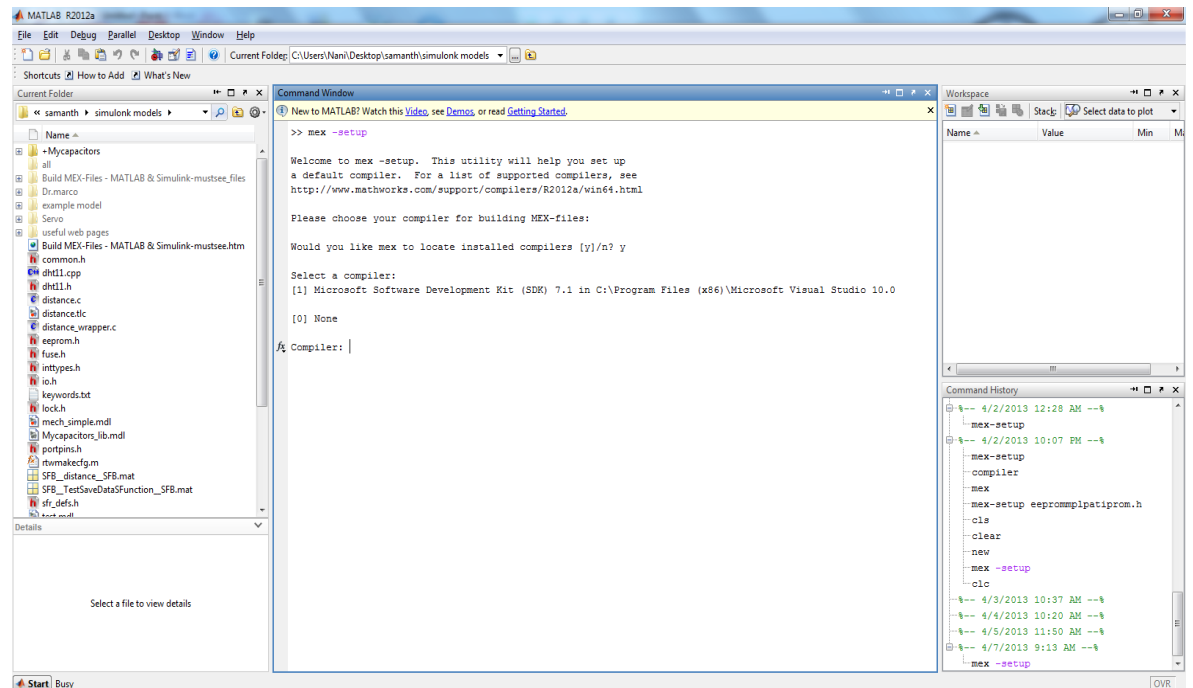 MATLAB R2012a
File Edit Debug Parallel Desktop Window Help
Current Folder: C:\Users\Nani\Desktop\samanth\simulonk models
Shortcuts How to Add What's New
Current Folder
« samanth simulonk models
Name
+Mycapacitors
all
Build MEX-Files - MATLAB & Simulink-mustsee_files
Dr.marco
example model
Servo
useful web pages
Build MEX-Files - MATLAB & Simulink-mustsee.htm
common.h
dht11.cpp
dht11.h
distance.c
distance.tlc
distance_wrapper.c
eeprom.h
fuse.h
inttypes.h
io.h
keywords.txt
lock.h
mech_simple.mdl
Mycapacitors_lib.mdl
portpins.h
rtwmakecfg.m
SFB__distance__SFB.mat
SFB__TestSaveDataSFunction__SFB.mat
sfr_defs.h
test.mdl
Details
Select a file to view details
Command Window
New to MATLAB? Watch this Video, see Demos, or read Getting Started.
>> mex -setup
Welcome to mex -setup. This utility will help you set up
a default compiler. For a list of supported compilers, see
http://www.mathworks.com/support/compilers/R2012a/win64.html
Please choose your compiler for building MEX-files:
Would you like mex to locate installed compilers [y]/n? y
Select a compiler:
[1] Microsoft Software Development Kit (SDK) 7.1 in C:\Program Files (x86)\Microsoft Visual Studio 10.0
[0] None
fx Compiler:
Workspace
Stack: Select data to plot
Name Value Min Ma
Command History
%-- 4/2/2013 12:28 AM --%
mex-setup
%-- 4/2/2013 10:07 PM --%
mex-setup
compiler
mex
mex-setup eeprommplpatiprom.h
cls
clear
new
mex -setup
clc
%-- 4/3/2013 10:37 AM --%
%-- 4/4/2013 10:20 AM --%
%-- 4/5/2013 11:50 AM --%
%-- 4/7/2013 9:13 AM --%
mex -setup
Start Busy
OVR